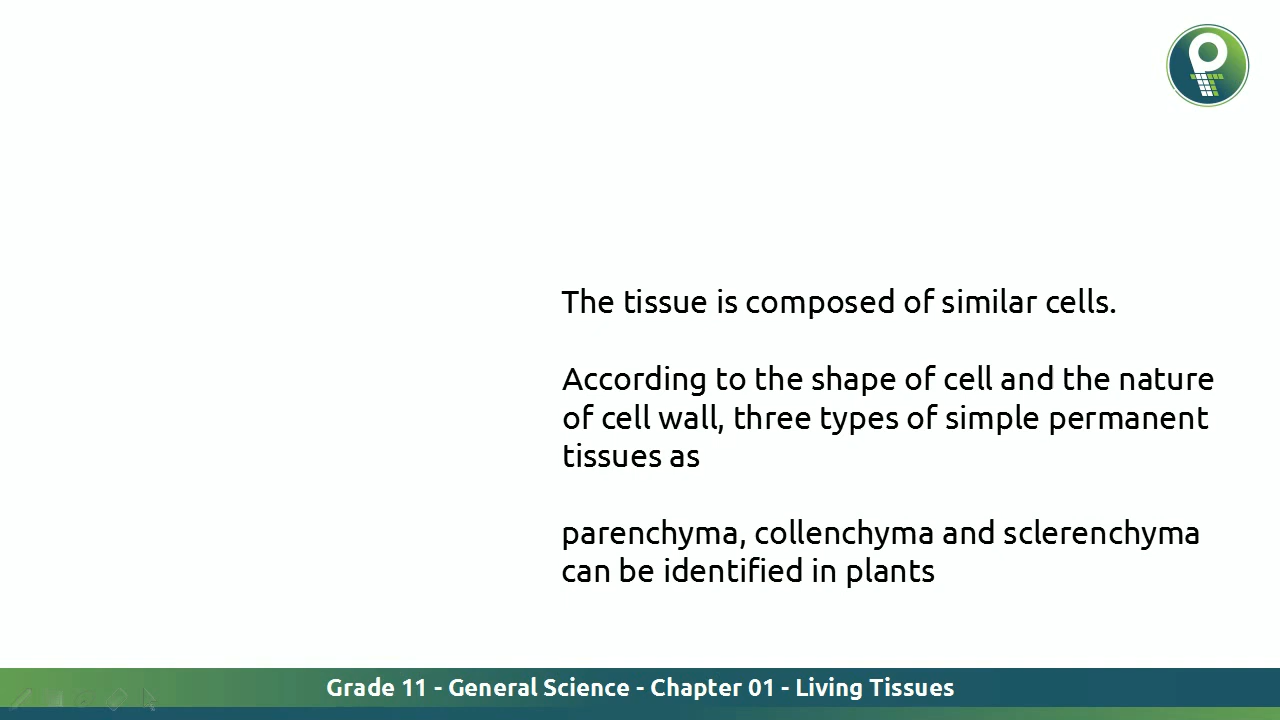 The tissue is composed of similar cells.
According to the shape of cell and the nature
of cell wall, three types of simple permanent
tissues as
parenchyma, collenchyma and sclerenchyma
can be identified in plants
Grade 11 - General Science - Chapter 01 - Living Tissues